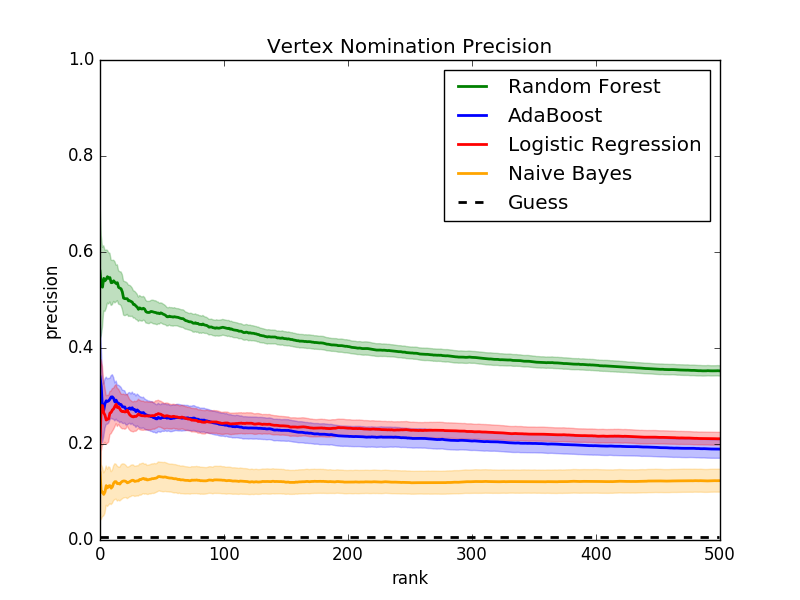 Vertex Nomination Precision
1.0
0.8
0.6
0.4
0.2
0.0
precision
Random Forest
AdaBoost
Logistic Regression
Naive Bayes
Guess
0 100 200 300 400 500
rank